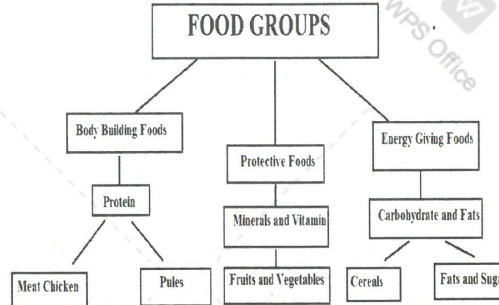 FOOD GROUPS
WPS Office
Body Building Foods
Protective Foods
Energy Giving Foods
Protein
Minerals and Vitamin
Carbohydrate and Fats
Meat Chicken
Pules
Fruits and Vegetables
Cereals
Fats and Suga